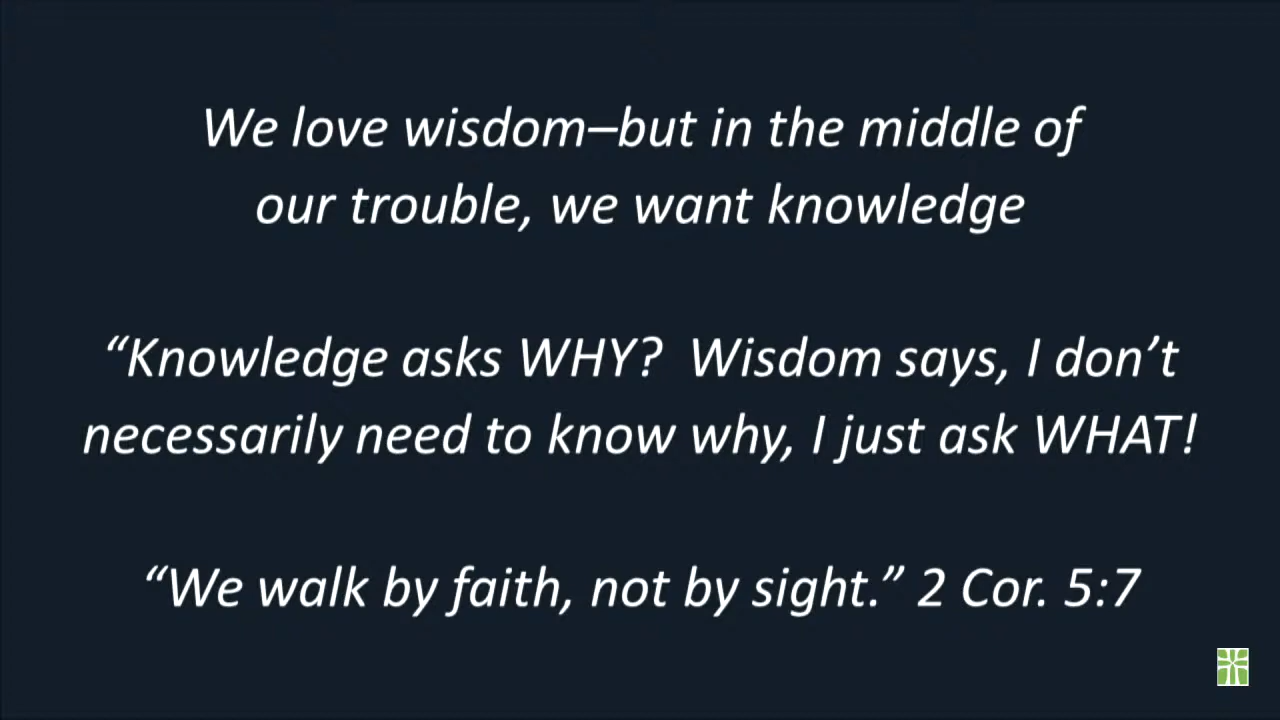 We love wisdom–but in the middle of
our trouble, we want knowledge
“Knowledge asks WHY?  Wisdom says, I don’t
necessarily need to know why, I just ask WHAT!
“We walk by faith, not by sight.” 2 Cor. 5:7